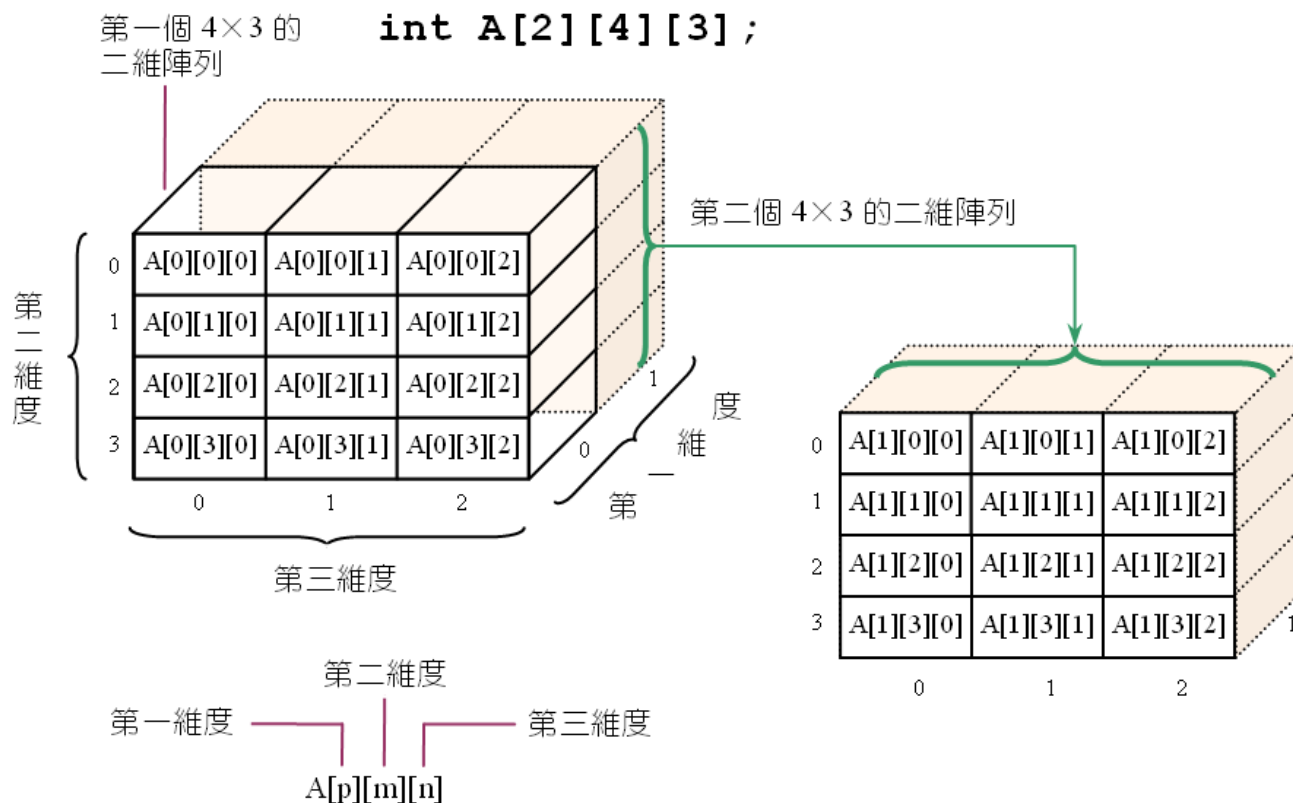 第一個 4×3 的
二維陣列
int A[2][4][3];
第二個 4×3 的二維陣列
第二維度
0 A[0][0][0] A[0][0][1] A[0][0][2]
1 A[0][1][0] A[0][1][1] A[0][1][2]
2 A[0][2][0] A[0][2][1] A[0][2][2]
3 A[0][3][0] A[0][3][1] A[0][3][2]
0 1 2
第三維度
0 1
第一維度
0 A[1][0][0] A[1][0][1] A[1][0][2]
1 A[1][1][0] A[1][1][1] A[1][1][2]
2 A[1][2][0] A[1][2][1] A[1][2][2]
3 A[1][3][0] A[1][3][1] A[1][3][2]
1
0 1 2
第二維度
第一維度
第三維度
A[p][m][n]